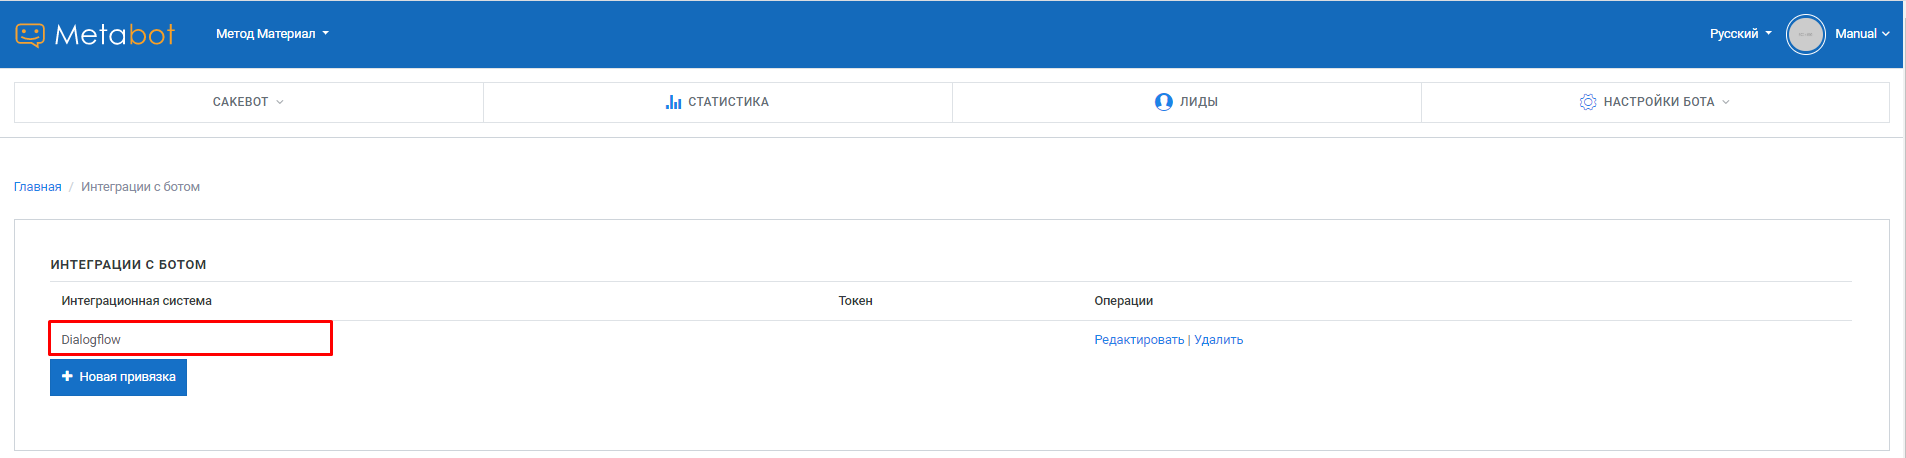 Metabot Метод Материал Русский Manual
CAKEBOT СТАТИСТИКА ЛИДЫ НАСТРОЙКИ БОТА
Главная / Интеграции с ботом
ИНТЕГРАЦИИ С БОТОМ
Интеграционная система Токен Операции
Dialogflow Редактировать | Удалить
+ Новая привязка